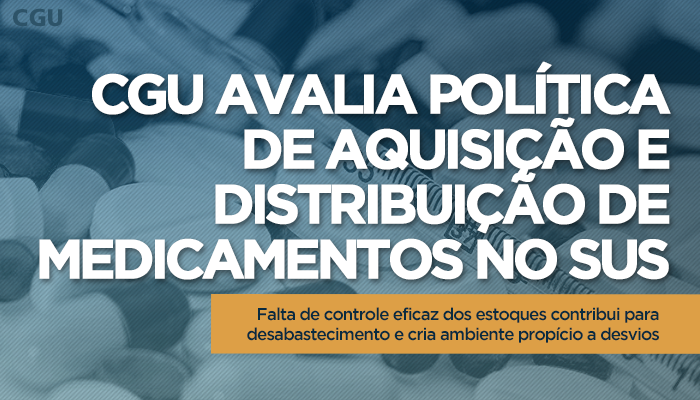 CGU
CGU AVALIA POLÍTICA
DE AQUISIÇÃO E
DISTRIBUIÇÃO DE
MEDICAMENTOS NO SUS
Falta de controle eficaz dos estoques contribui para
desabastecimento e cria ambiente propício a desvios